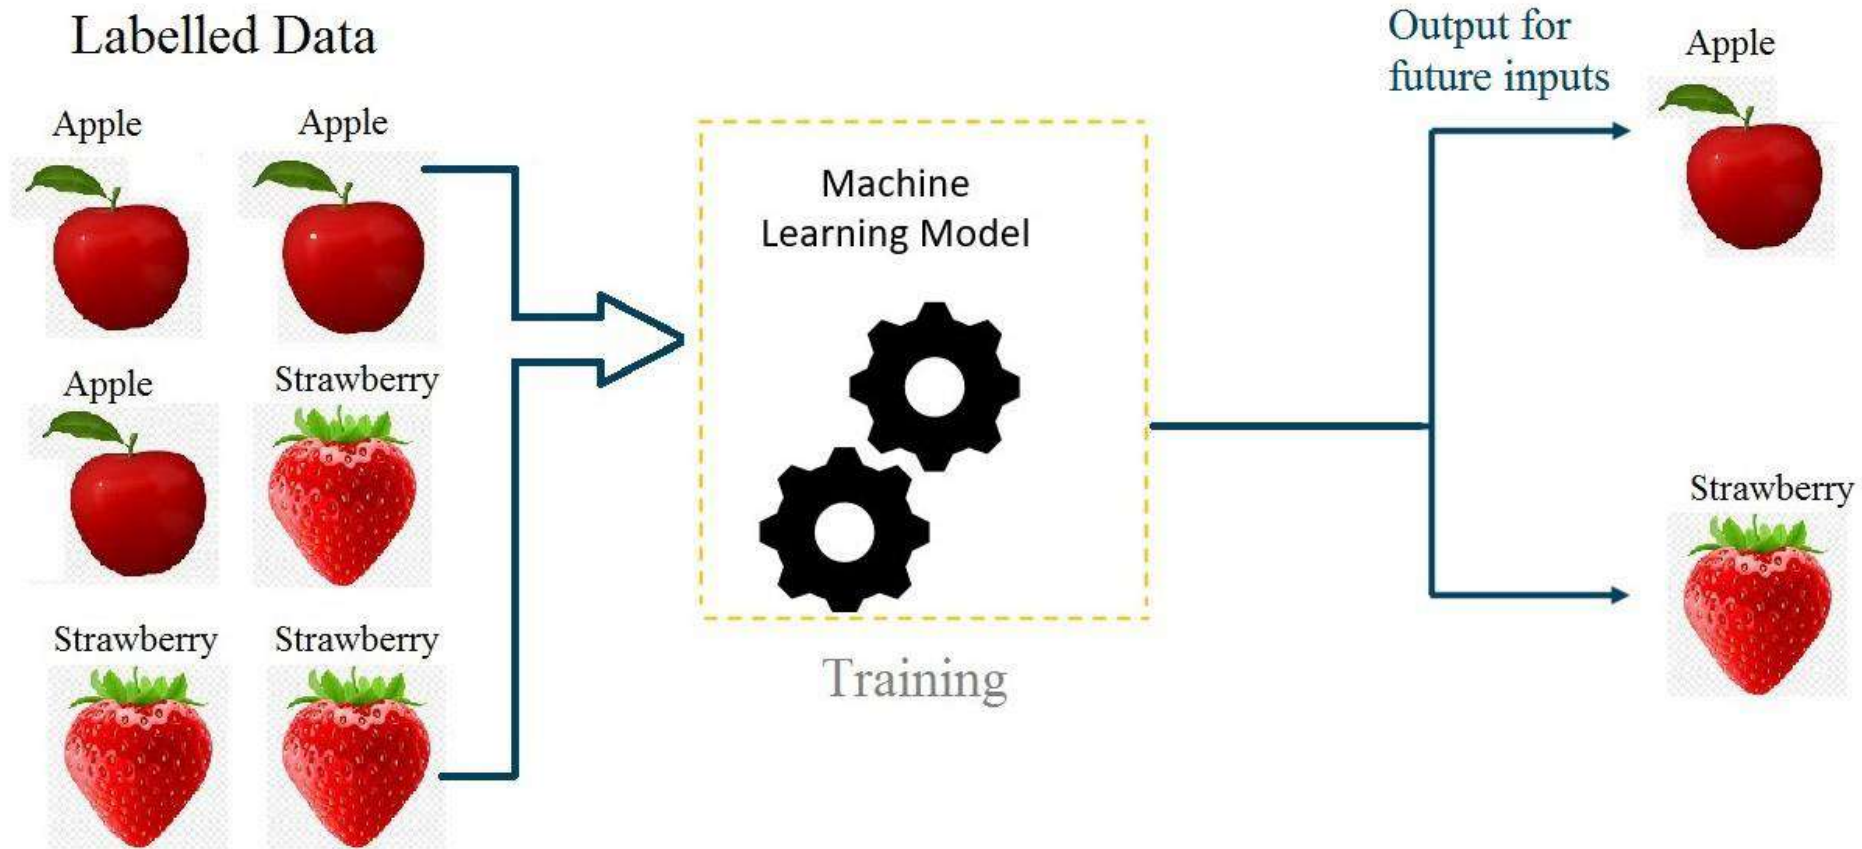 Labelled Data
Apple
Apple
Apple
Strawberry
Strawberry
Strawberry
Machine
Learning Model
Training
Output for
future inputs
Apple
Strawberry